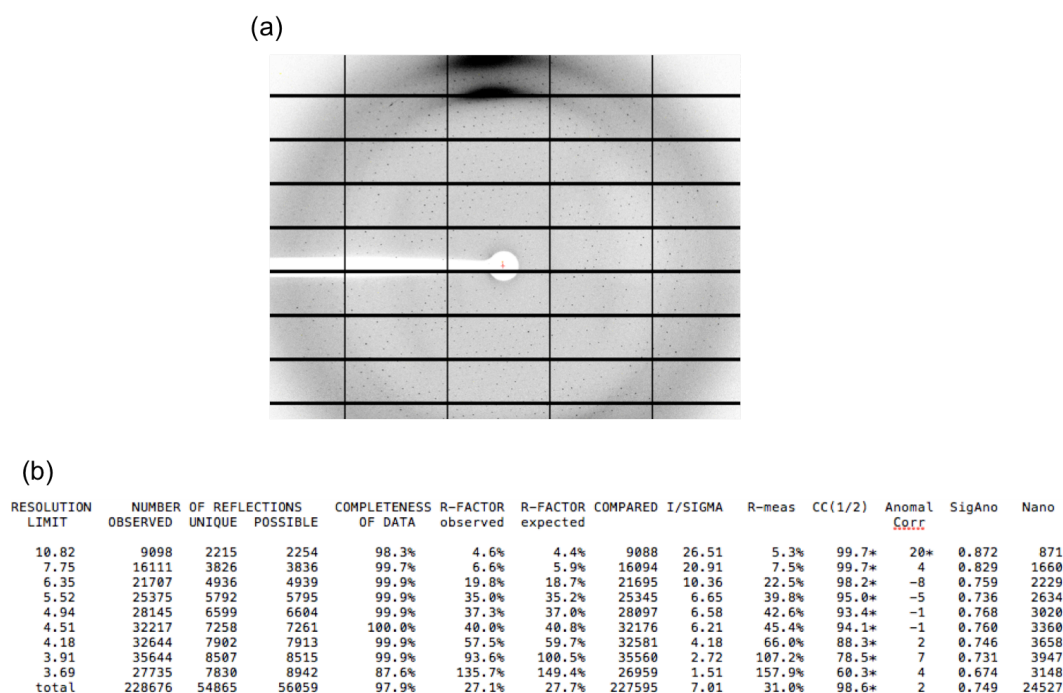 (a)
(b)
RESOLUTION NUMBER OF REFLECTIONS COMPLETENESS R-FACTOR R-FACTOR COMPARED I/SIGMA R-meas CC(1/2) Anomal SigAno Nano
LIMIT OBSERVED UNIQUE POSSIBLE OF DATA observed expected Corr
10.82 9098 2215 2254 98.3% 4.6% 4.4% 9088 26.51 5.3% 99.7* 20* 0.872 871
7.75 16111 3826 3836 99.7% 6.6% 5.9% 16094 20.91 7.5% 99.7* 4 0.829 1660
6.35 21707 4936 4939 99.9% 19.8% 18.7% 21695 10.36 22.5% 98.2* -8 0.759 2229
5.52 25375 5792 5795 99.9% 35.0% 35.2% 25345 6.65 39.8% 95.0* -5 0.736 2634
4.94 28145 6599 6604 99.9% 37.3% 37.0% 28097 6.58 42.6% 93.4* -1 0.768 3020
4.51 32217 7258 7261 100.0% 40.0% 40.8% 32176 6.21 45.4% 94.1* -1 0.760 3360
4.18 32644 7902 7913 99.9% 57.5% 59.7% 32581 4.18 66.0% 88.3* 2 0.746 3658
3.91 35644 8507 8515 99.9% 93.6% 100.5% 35560 2.72 107.2% 78.5* 7 0.731 3947
3.69 27735 7830 8942 87.6% 135.7% 149.4% 26959 1.51 157.9% 60.3* 4 0.674 3148
total 228676 54865 56059 97.9% 27.1% 27.7% 227595 7.01 31.0% 98.6* 2 0.749 24527